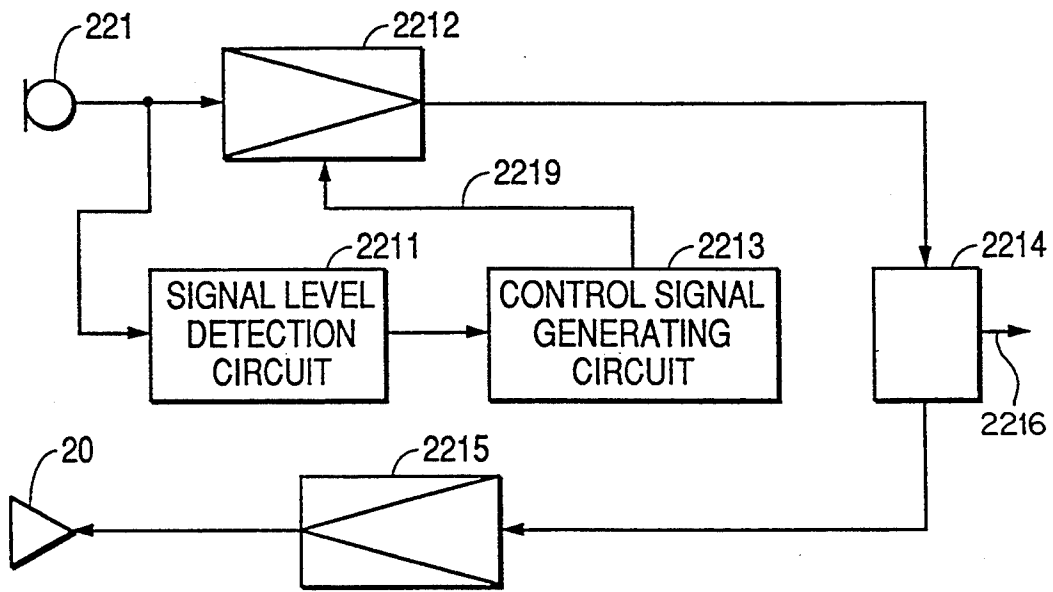 221
2212
2219
2211
SIGNAL LEVEL
DETECTION
CIRCUIT
2213
CONTROL SIGNAL
GENERATING
CIRCUIT
2214
2216
20
2215